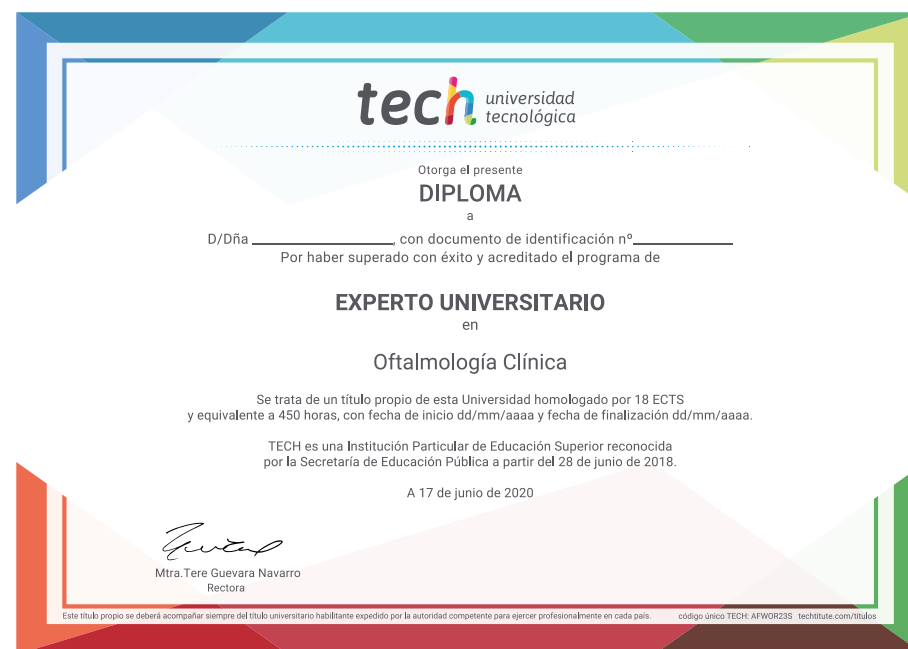 tech universidad
tecnológica
Otorga el presente
DIPLOMA
a
D/Dña ____________________, con documento de identificación nº______________
Por haber superado con éxito y acreditado el programa de
EXPERTO UNIVERSITARIO
en
Oftalmología Clínica
Se trata de un título propio de esta Universidad homologado por 18 ECTS
y equivalente a 450 horas, con fecha de inicio dd/mm/aaaa y fecha de finalización dd/mm/aaaa.
TECH es una Institución Particular de Educación Superior reconocida
por la Secretaría de Educación Pública a partir del 28 de junio de 2018.
A 17 de junio de 2020
Mtra.Tere Guevara Navarro
Rectora
Este título propio se deberá acompañar siempre del título universitario habilitante expedido por la autoridad competente para ejercer profesionalmente en cada país. código único TECH: AFWOR23S techtitute.com/titulos